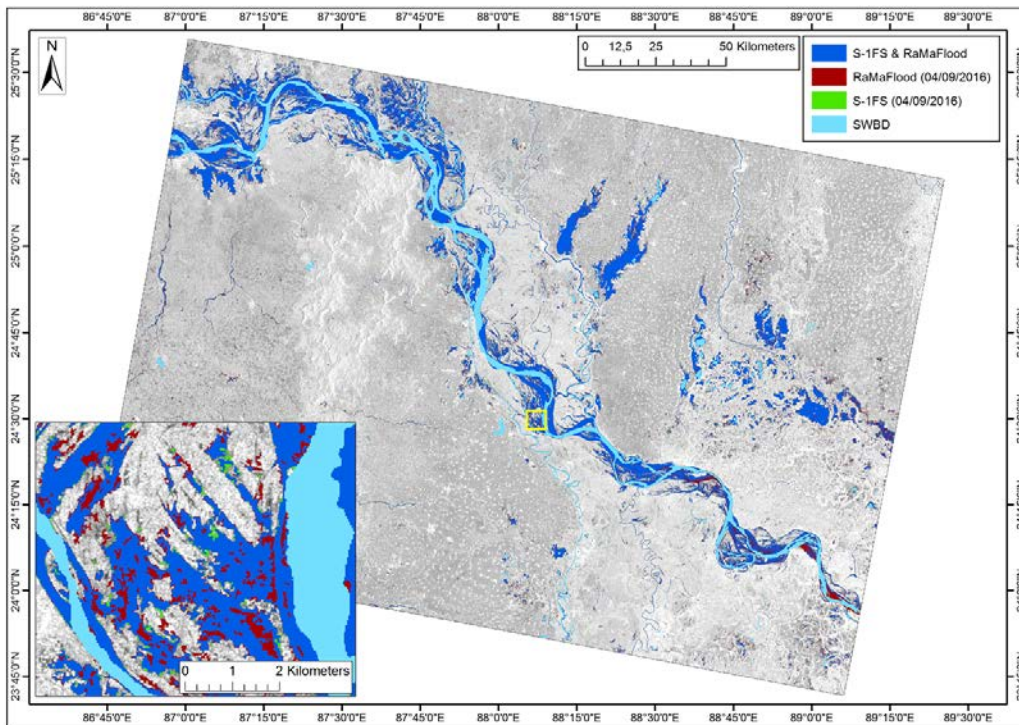 86°45'0"E 87°0'0"E 87°15'0"E 87°30'0"E 87°45'0"E 88°0'0"E 88°15'0"E 88°30'0"E 88°45'0"E 89°0'0"E 89°15'0"E 89°30'0"E
N
0 12,5 25 50 Kilometers
S-1FS & RaMaFlood
RaMaFlood (04/09/2016)
S-1FS (04/09/2016)
SWBD
25°30'0"N
25°15'0"N
25°0'0"N
24°45'0"N
24°30'0"N
24°15'0"N
24°0'0"N
23°45'0"N
0 1 2 Kilometers
86°45'0"E 87°0'0"E 87°15'0"E 87°30'0"E 87°45'0"E 88°0'0"E 88°15'0"E 88°30'0"E 88°45'0"E 89°0'0"E 89°15'0"E 89°30'0"E